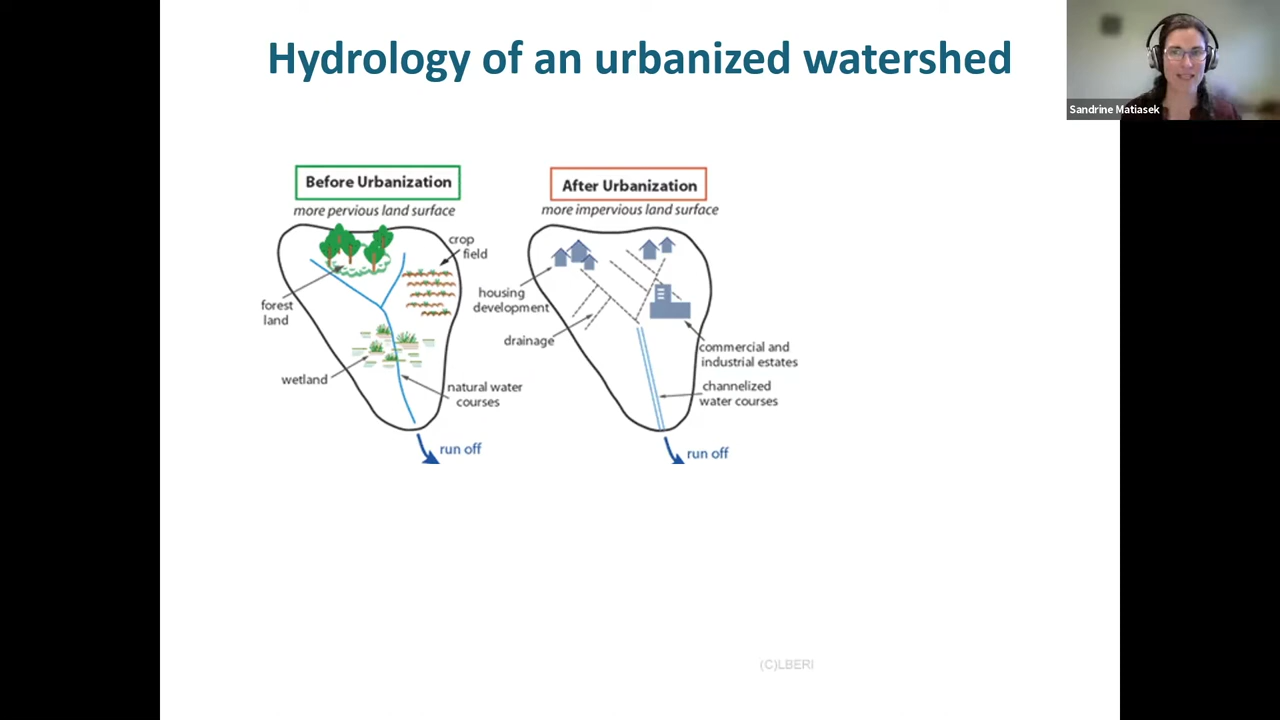 Hydrology of an urbanized watershed
Sandrine Matiasek
Before Urbanization
more pervious land surface
crop
field
forest
land
wetland
natural water
courses
run off
After Urbanization
more impervious land surface
housing
development
drainage
commercial and
industrial estates
channelized
water courses
run off
(C)LBERI